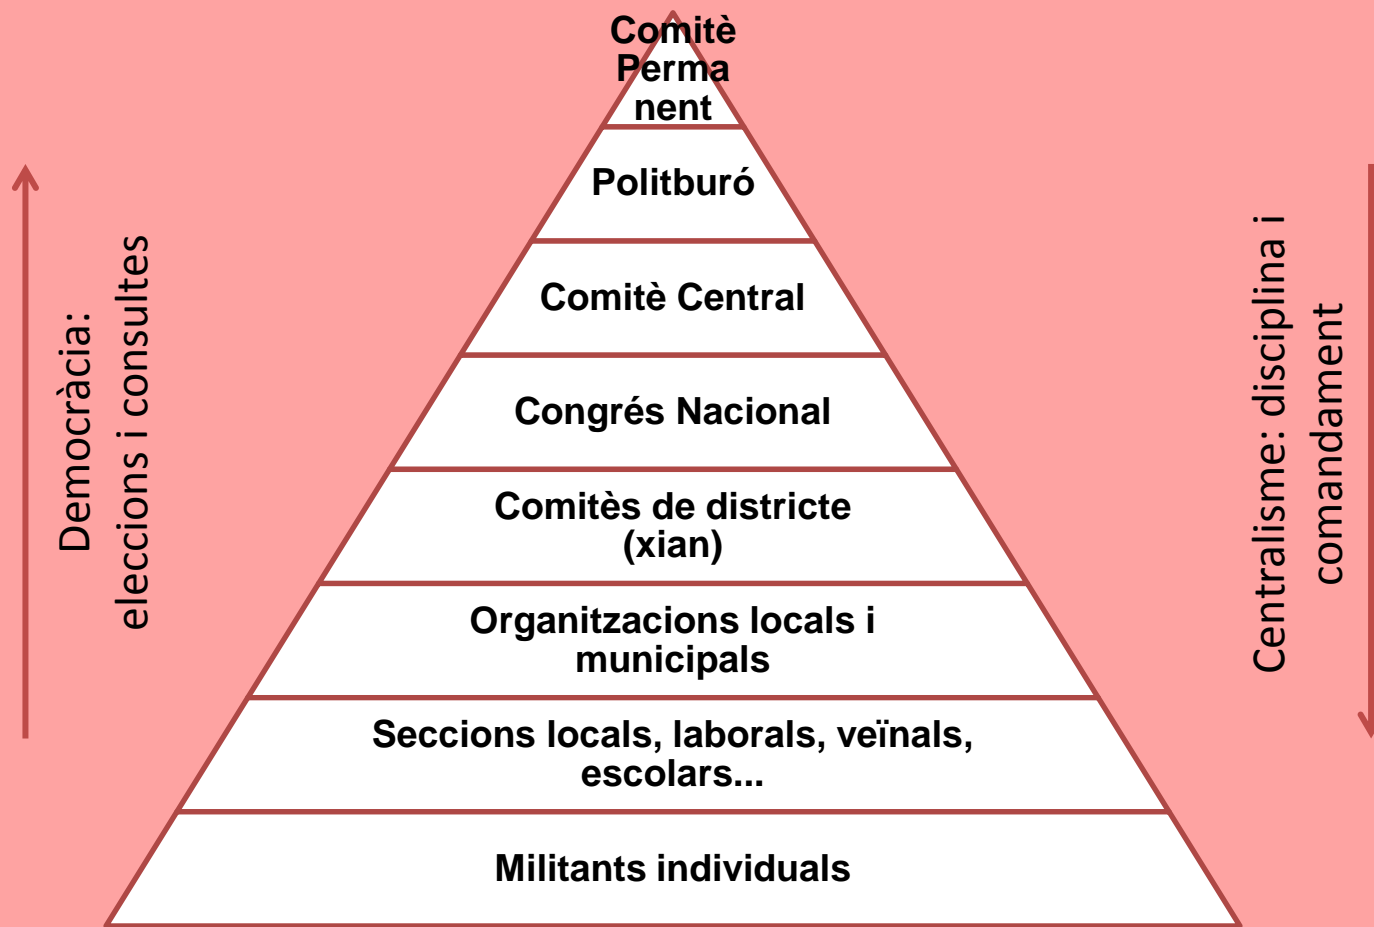 Comitè
Perma
nent
Politburó
Comitè Central
Congrés Nacional
Comitès de districte
(xian)
Organitzacions locals i
municipals
Seccions locals, laborals, veïnals,
escolars...
Militants individuals
Democràcia:
eleccions i consultes
Centralisme: disciplina i
comandament